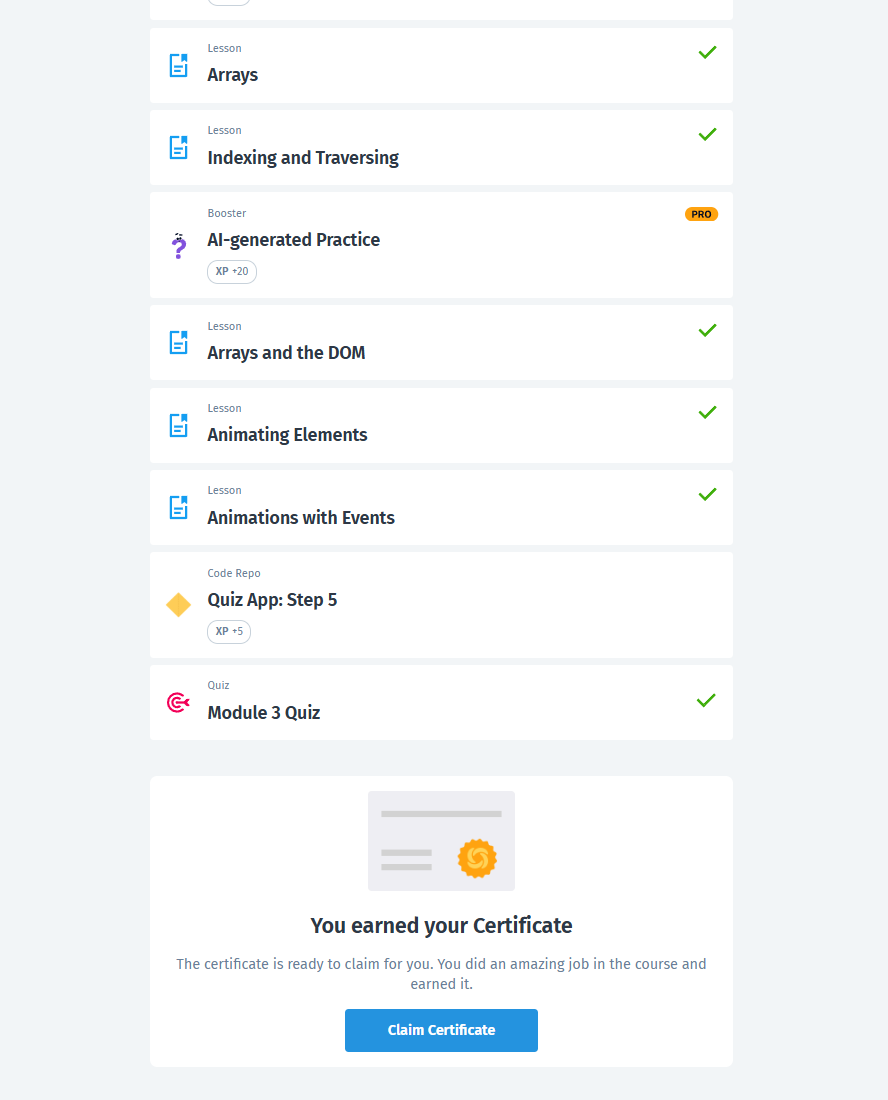 Lesson
Arrays
Lesson
Indexing and Traversing
Booster
PRO
AI-generated Practice
XP +20
Lesson
Arrays and the DOM
Lesson
Animating Elements
Lesson
Animations with Events
Code Repo
Quiz App: Step 5
XP +5
Quiz
Module 3 Quiz
You earned your Certificate
The certificate is ready to claim for you. You did an amazing job in the course and
earned it.
Claim Certificate